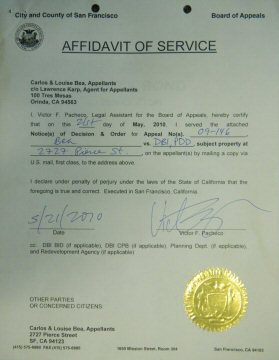 City and County of San Francisco
Board of Appeals
AFFIDAVIT OF SERVICE
Carlos & Louise Bea, Appellants
c/o Lawrence Karp, Agent for Appellants
100 Tres Mesas
Orinda, CA 94563
I, Victor F. Pacheco, Legal Assistant for the Board of Appeals, hereby certify
that on the 21st day of May, 2010 I served the attached
Notice(s) of Decision & Order for Appeal No(s). 09-146
Bea vs. DBI, PDD, subject property at
2727 Pierce St, on the appellant(s) by mailing a copy via
U.S. mail, first class, to the address above.
I declare under penalty of perjury under the laws of the State of California that the
foregoing is true and correct. Executed in San Francisco, California.
5/21/2010
Date
Victor F. Pacheco
cc: DBI BID (if applicable), DBI CPB (if applicable), Planning Dept. (if applicable),
and Redevelopment Agency (if applicable)
OTHER PARTIES
OR CONCERNED CITIZENS:
Carlos & Louise Bea, Appellants
2727 Pierce Street
SF, CA 94123
(415) 575-6880 FAX (415) 575-6885
1650 Mission Street, Room 304
San Francisco, CA 94103